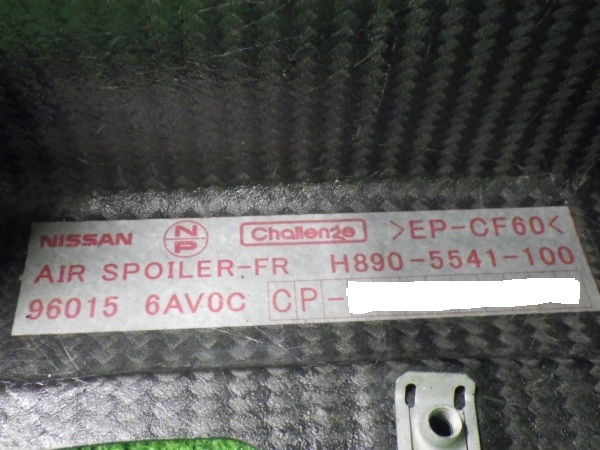 NISSAN NP Challenge >EP-CF60<
AIR SPOILER-FR H890-5541-100
96015 6AV0C CP-